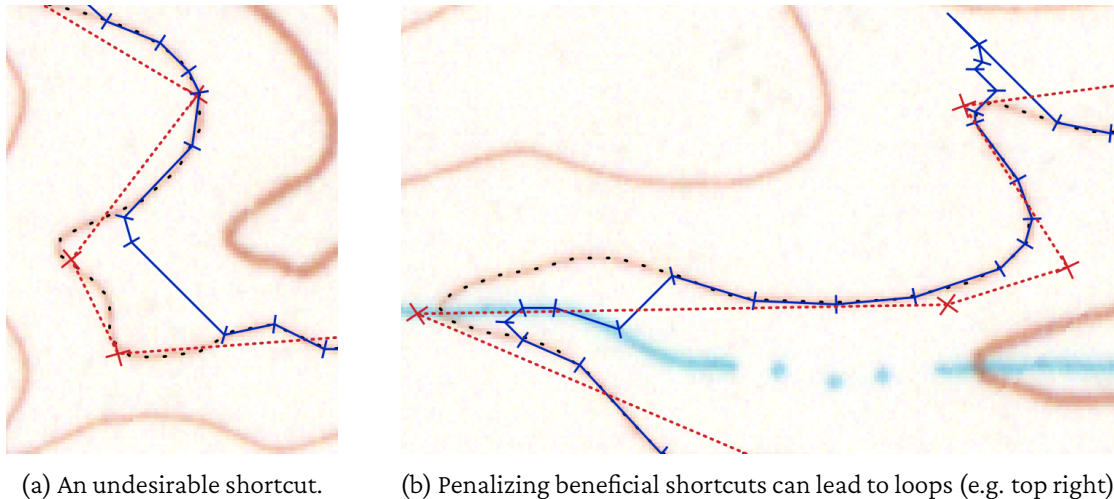 (a) An undesirable shortcut.
(b) Penalizing beneficial shortcuts can lead to loops (e.g. top right)